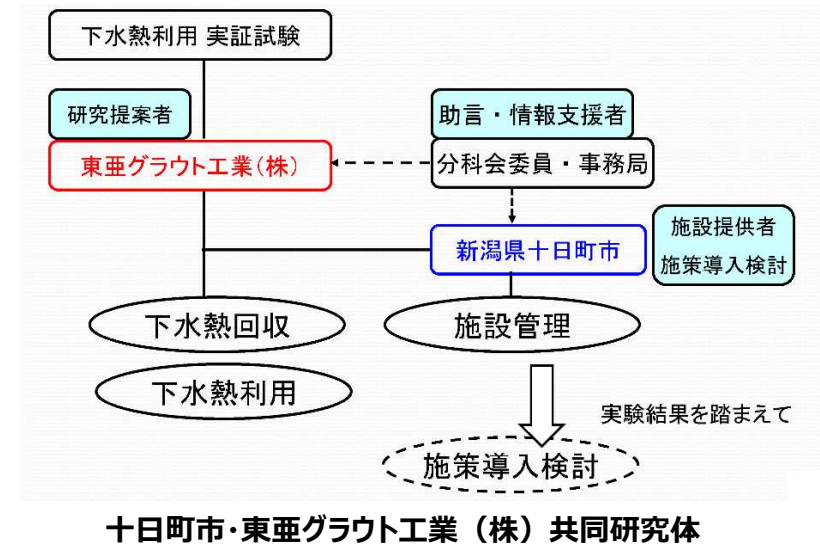 下水熱利用 実証試験
研究提案者
東亜グラウト工業(株)
助言・情報支援者
分科会委員・事務局
新潟県十日町市
施設提供者
施策導入検討
下水熱回収
施設管理
下水熱利用
実験結果を踏まえて
施策導入検討
十日町市・東亜グラウト工業（株）共同研究体